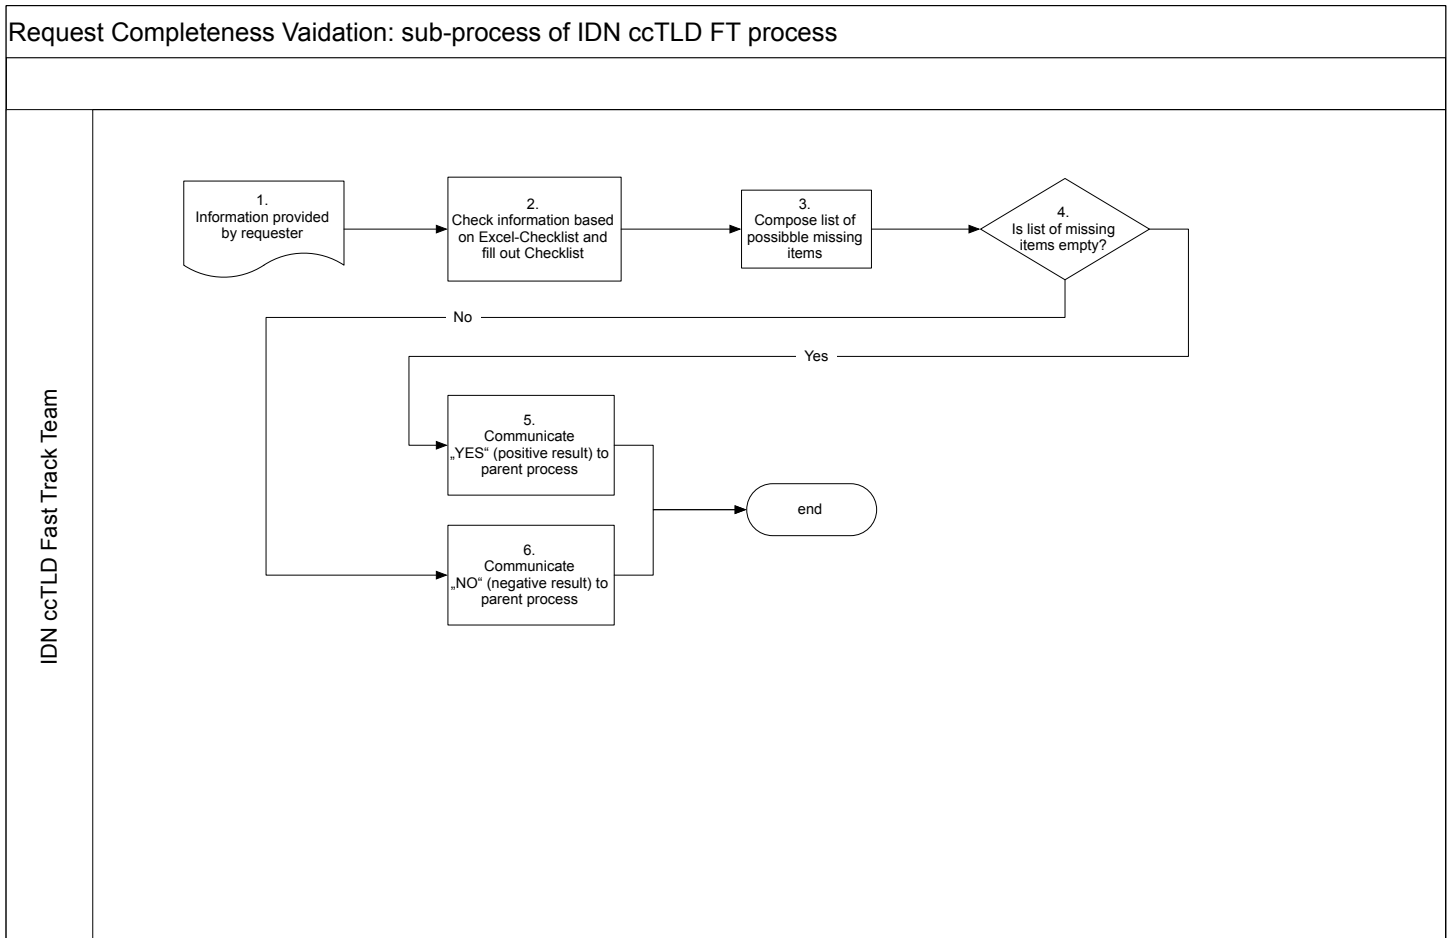 Request Completeness Vaidation: sub-process of IDN ccTLD FT process
IDN ccTLD Fast Track Team
1.
Information provided
by requester
2.
Check information based
on Excel-Checklist and
fill out Checklist
3.
Compose list of
possibble missing
items
4.
Is list of missing
items empty?
No
Yes
5.
Communicate
„YES“ (positive result) to
parent process
end
6.
Communicate
„NO“ (negative result) to
parent process